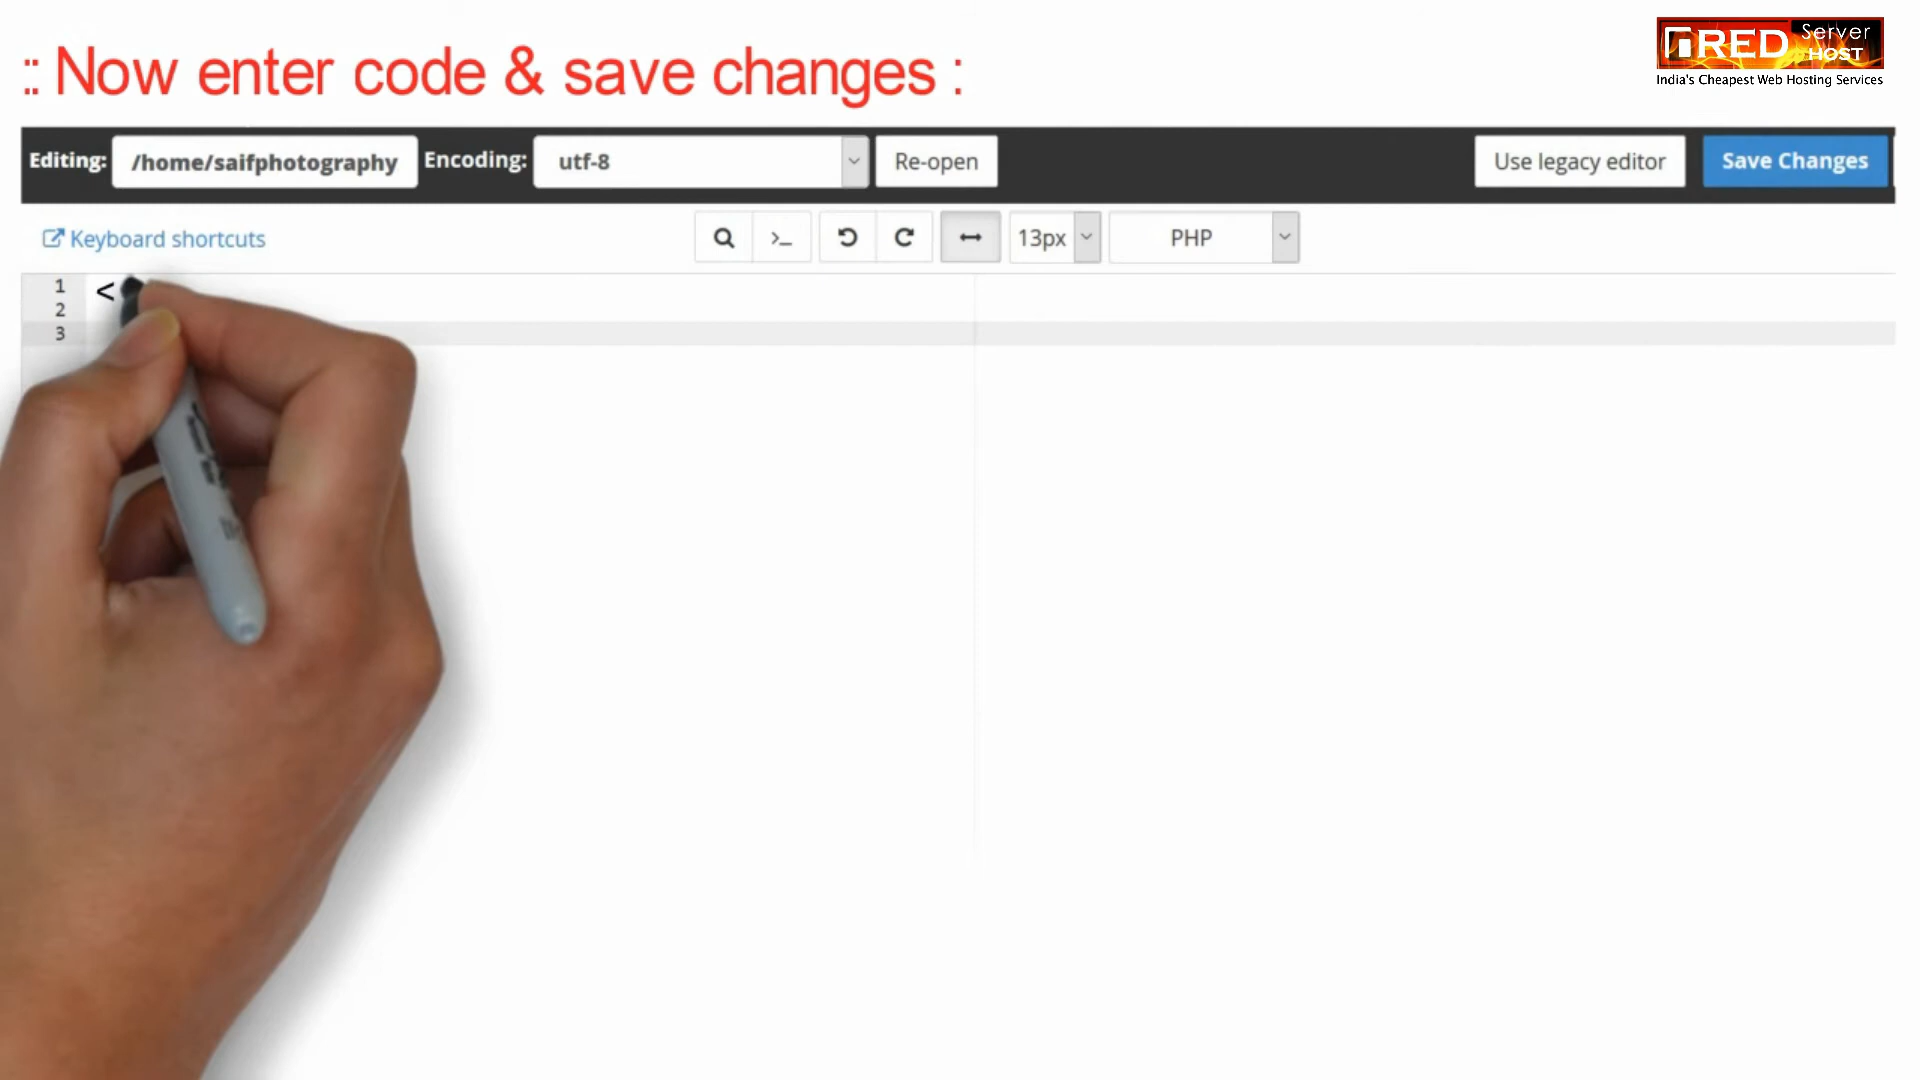 :: Now enter code & save changes :
RED Server HOST
India's Cheapest Web Hosting Services
Editing: /home/saifphotography Encoding: utf-8 Re-open Use legacy editor Save Changes
Keyboard shortcuts >_ 13px PHP
1 <
2
3